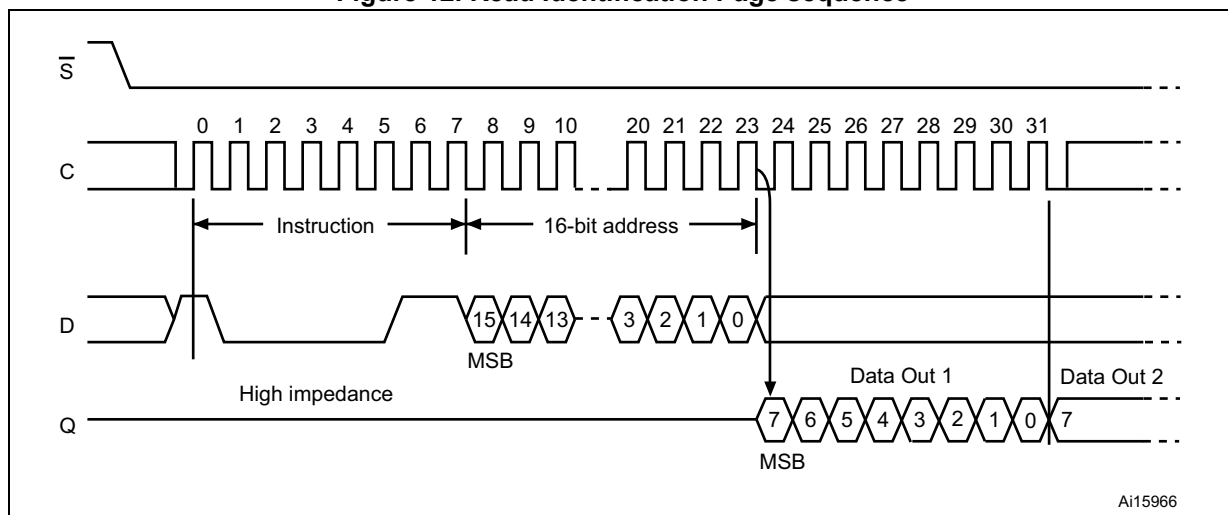 Figure 12. Read Identification Page sequence
S
0 1 2 3 4 5 6 7 8 9 10 20 21 22 23 24 25 26 27 28 29 30 31
C
Instruction 16-bit address
D 15 14 13 3 2 1 0
MSB
High impedance Data Out 1 Data Out 2
Q 7 6 5 4 3 2 1 0 7
MSB
Ai15966